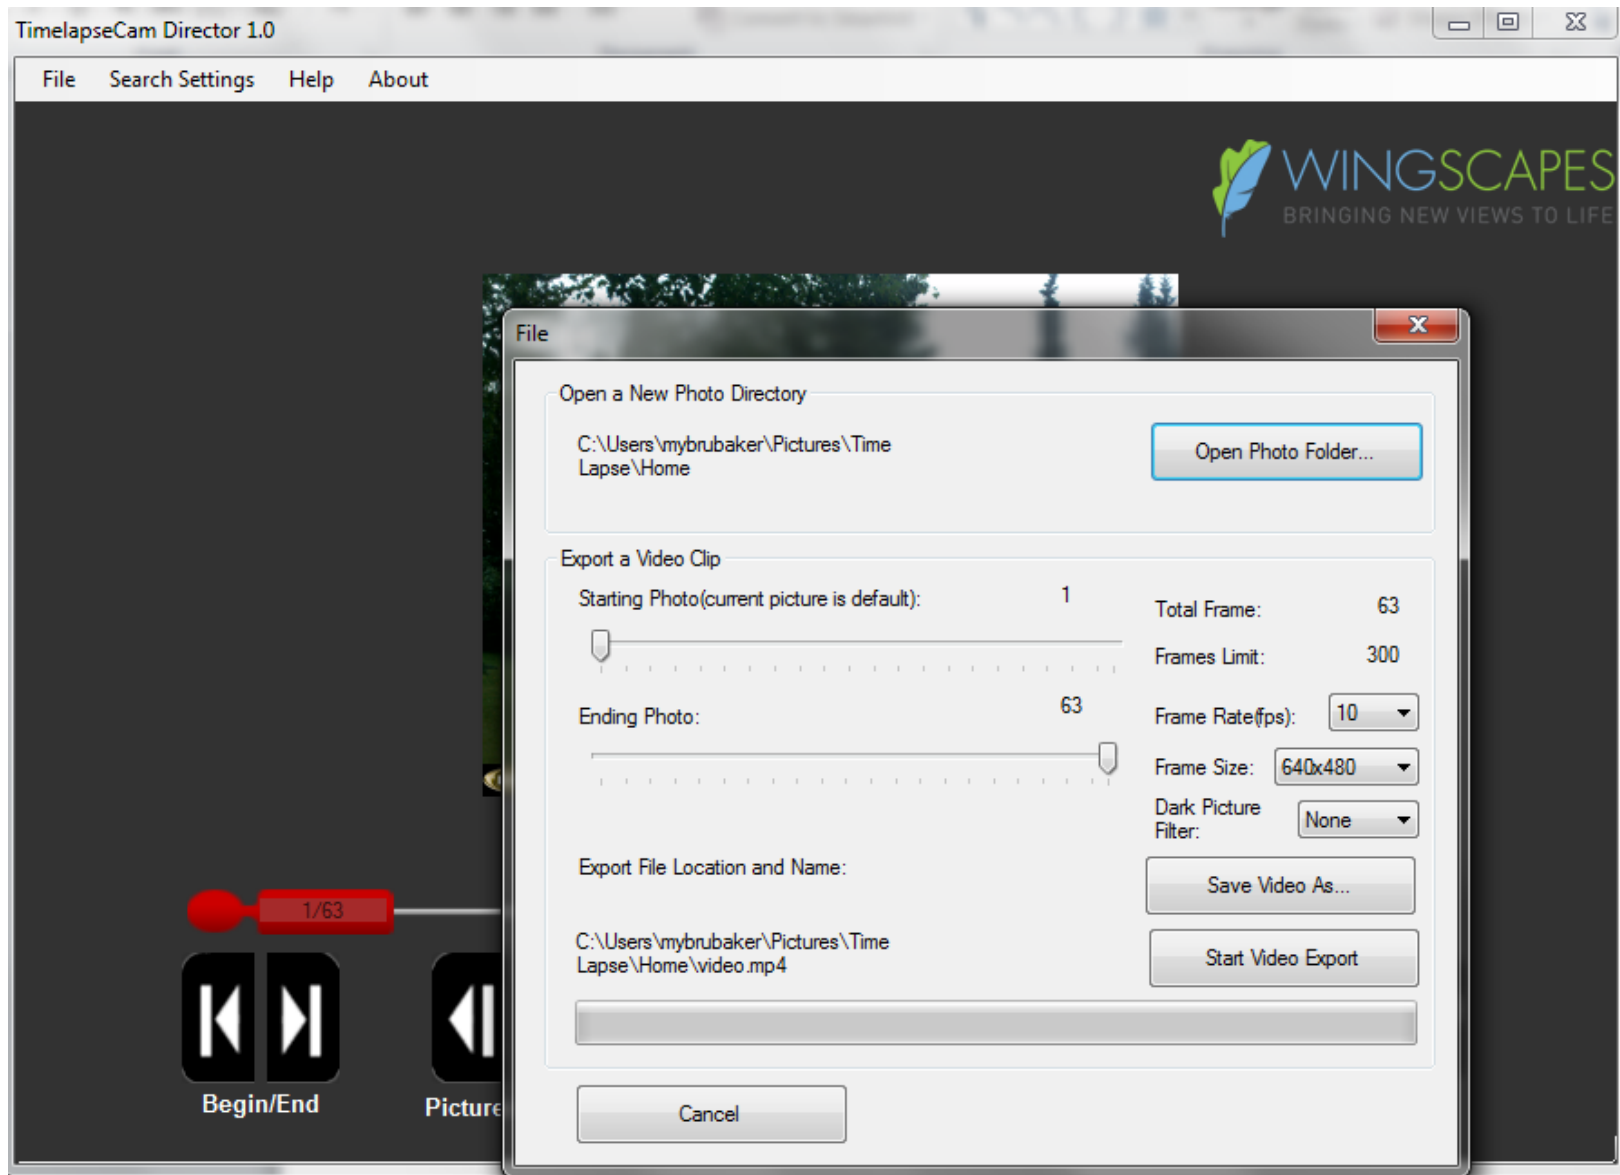 TimelapseCam Director 1.0
File Search Settings Help About
WINGSCAPES
BRINGING NEW VIEWS TO LIFE
File
Open a New Photo Directory
C:\Users\mybrubaker\Pictures\Time
Lapse\Home
Open Photo Folder...
Export a Video Clip
Starting Photo(current picture is default): 1
Total Frame: 63
Frames Limit: 300
Ending Photo: 63
Frame Rate(fps): 10
Frame Size: 640x480
Dark Picture
Filter: None
Export File Location and Name:
Save Video As...
C:\Users\mybrubaker\Pictures\Time
Lapse\Home\video.mp4
Start Video Export
1/63
Begin/End
Picture
Cancel